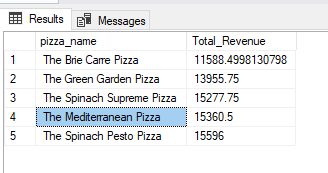 Results Messages
pizza_name Total_Revenue
1 The Brie Carre Pizza 11588.4998130798
2 The Green Garden Pizza 13955.75
3 The Spinach Supreme Pizza 15277.75
4 The Mediterranean Pizza 15360.5
5 The Spinach Pesto Pizza 15596